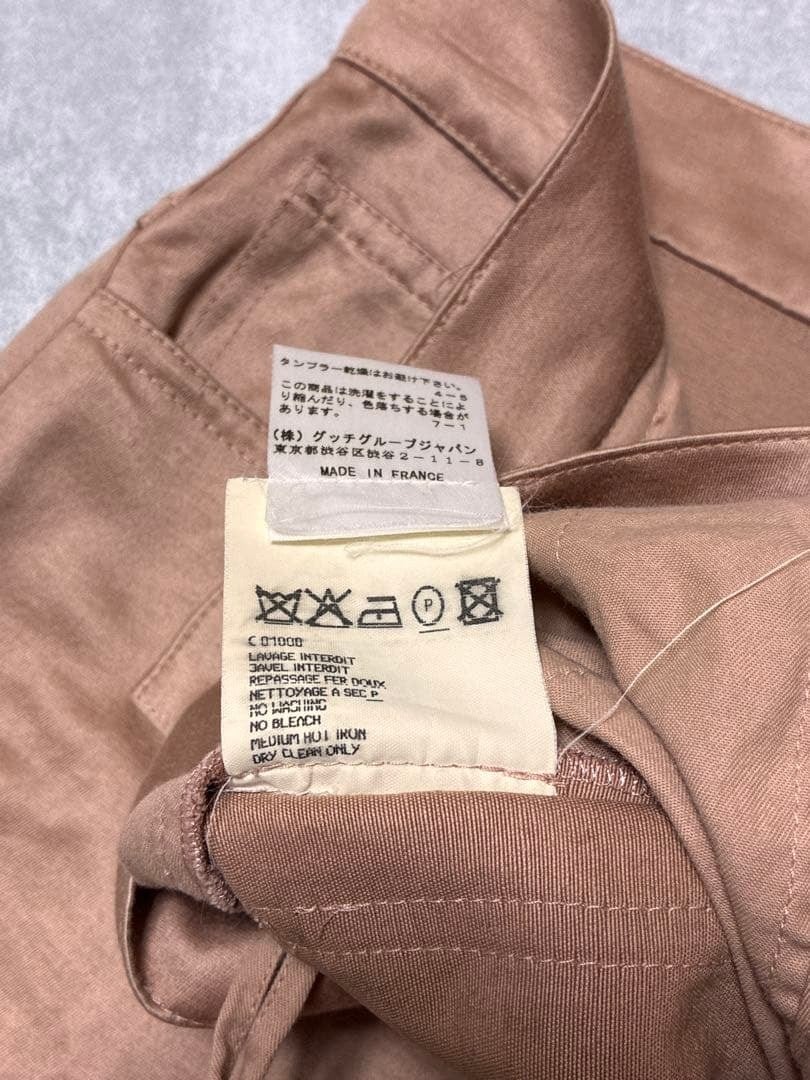 タンブラー乾燥はお避け下さい。
4-5
この商品は洗濯をすることによ
り縮んだり、色落ちする場合が
あります。
7-1
(株)グッチグループジャパン
東京都渋谷区渋谷2-11-8
MADE IN FRANCE
P
C 01000
LAVAGE INTERDIT
JAVEL INTERDIT
REPASSAGE FER DOUX
NETTOYAGE A SEC P
NO WASHING
NO BLEACH
MEDIUM HOT IRON
DRY CLEAN ONLY